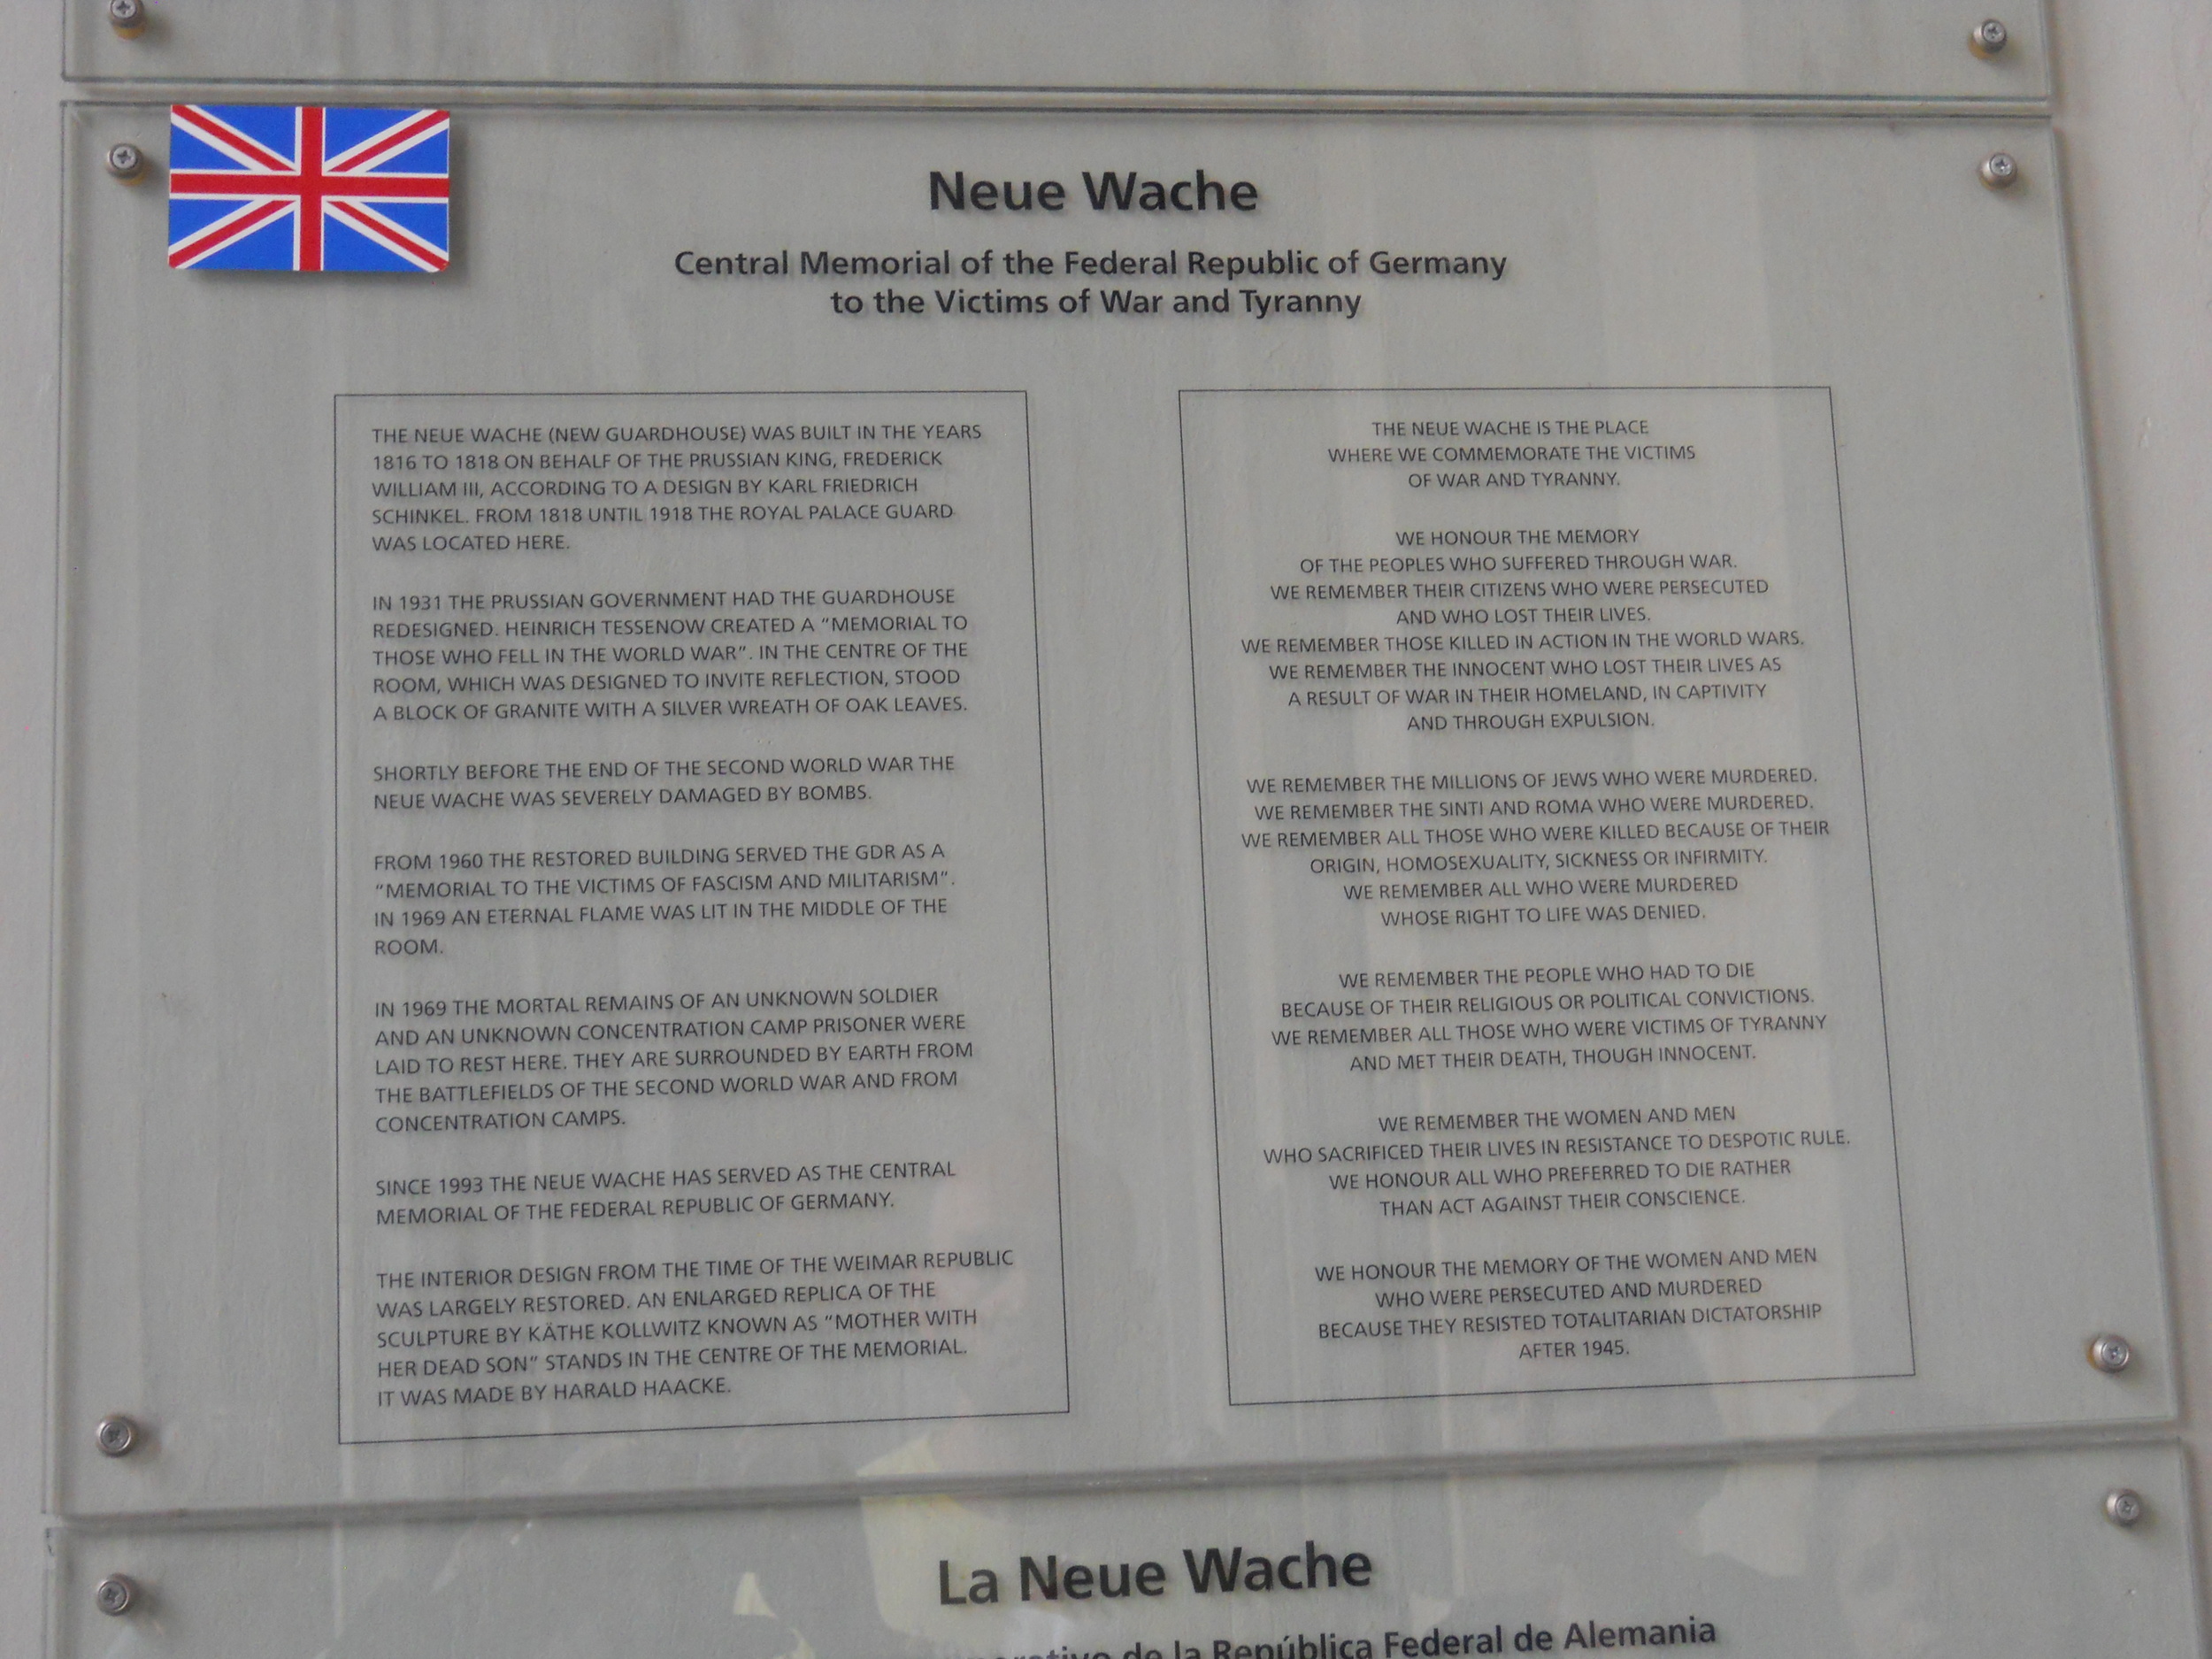 Neue Wache
Central Memorial of the Federal Republic of Germany
to the Victims of War and Tyranny
THE NEUE WACHE (NEW GUARDHOUSE) WAS BUILT IN THE YEARS
1816 TO 1818 ON BEHALF OF THE PRUSSIAN KING, FREDERICK
WILLIAM III, ACCORDING TO A DESIGN BY KARL FRIEDRICH
SCHINKEL. FROM 1818 UNTIL 1918 THE ROYAL PALACE GUARD
WAS LOCATED HERE.
IN 1931 THE PRUSSIAN GOVERNMENT HAD THE GUARDHOUSE
REDESIGNED. HEINRICH TESSENOW CREATED A "MEMORIAL TO
THOSE WHO FELL IN THE WORLD WAR". IN THE CENTRE OF THE
ROOM, WHICH WAS DESIGNED TO INVITE REFLECTION, STOOD
A BLOCK OF GRANITE WITH A SILVER WREATH OF OAK LEAVES.
SHORTLY BEFORE THE END OF THE SECOND WORLD WAR THE
NEUE WACHE WAS SEVERELY DAMAGED BY BOMBS.
FROM 1960 THE RESTORED BUILDING SERVED THE GDR AS A
"MEMORIAL TO THE VICTIMS OF FASCISM AND MILITARISM".
IN 1969 AN ETERNAL FLAME WAS LIT IN THE MIDDLE OF THE
ROOM.
IN 1969 THE MORTAL REMAINS OF AN UNKNOWN SOLDIER
AND AN UNKNOWN CONCENTRATION CAMP PRISONER WERE
LAID TO REST HERE. THEY ARE SURROUNDED BY EARTH FROM
THE BATTLEFIELDS OF THE SECOND WORLD WAR AND FROM
CONCENTRATION CAMPS.
SINCE 1993 THE NEUE WACHE HAS SERVED AS THE CENTRAL
MEMORIAL OF THE FEDERAL REPUBLIC OF GERMANY.
THE INTERIOR DESIGN FROM THE TIME OF THE WEIMAR REPUBLIC
WAS LARGELY RESTORED. AN ENLARGED REPLICA OF THE
SCULPTURE BY KÄTHE KOLLWITZ KNOWN AS "MOTHER WITH
HER DEAD SON" STANDS IN THE CENTRE OF THE MEMORIAL.
IT WAS MADE BY HARALD HAACKE.
THE NEUE WACHE IS THE PLACE
WHERE WE COMMEMORATE THE VICTIMS
OF WAR AND TYRANNY.
WE HONOUR THE MEMORY
OF THE PEOPLES WHO SUFFERED THROUGH WAR.
WE REMEMBER THEIR CITIZENS WHO WERE PERSECUTED
AND WHO LOST THEIR LIVES.
WE REMEMBER THOSE KILLED IN ACTION IN THE WORLD WARS.
WE REMEMBER THE INNOCENT WHO LOST THEIR LIVES AS
A RESULT OF WAR IN THEIR HOMELAND, IN CAPTIVITY
AND THROUGH EXPULSION.
WE REMEMBER THE MILLIONS OF JEWS WHO WERE MURDERED.
WE REMEMBER THE SINTI AND ROMA WHO WERE MURDERED.
WE REMEMBER ALL THOSE WHO WERE KILLED BECAUSE OF THEIR
ORIGIN, HOMOSEXUALITY, SICKNESS OR INFIRMITY.
WE REMEMBER ALL WHO WERE MURDERED
WHOSE RIGHT TO LIFE WAS DENIED.
WE REMEMBER THE PEOPLE WHO HAD TO DIE
BECAUSE OF THEIR RELIGIOUS OR POLITICAL CONVICTIONS.
WE REMEMBER ALL THOSE WHO WERE VICTIMS OF TYRANNY
AND MET THEIR DEATH, THOUGH INNOCENT.
WE REMEMBER THE WOMEN AND MEN
WHO SACRIFICED THEIR LIVES IN RESISTANCE TO DESPOTIC RULE.
WE HONOUR ALL WHO PREFERRED TO DIE RATHER
THAN ACT AGAINST THEIR CONSCIENCE.
WE HONOUR THE MEMORY OF THE WOMEN AND MEN
WHO WERE PERSECUTED AND MURDERED
BECAUSE THEY RESISTED TOTALITARIAN DICTATORSHIP
AFTER 1945.
La Neue Wache
de la República Federal de Alemania